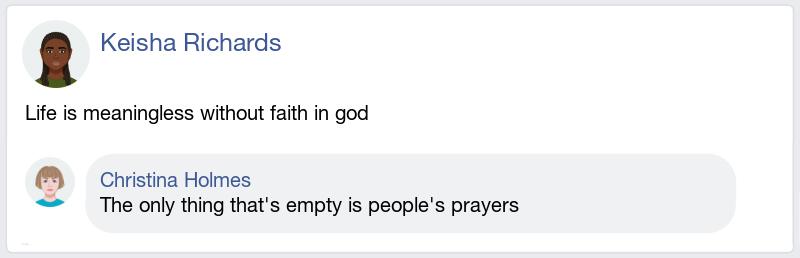 Keisha Richards
Life is meaningless without faith in god
Christina Holmes
The only thing that's empty is people's prayers